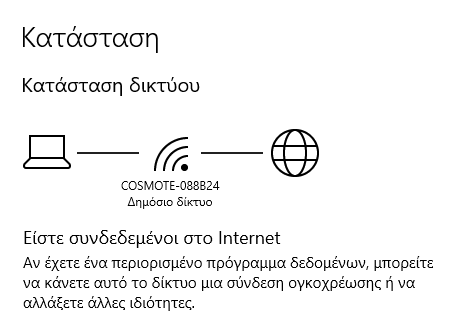 Κατάσταση
Κατάσταση δικτύου
COSMOTE-088B24
Δημόσιο δίκτυο
Είστε συνδεδεμένοι στο Internet
Αν έχετε ένα περιορισμένο πρόγραμμα δεδομένων, μπορείτε
να κάνετε αυτό το δίκτυο μια σύνδεση ογκοχρέωσης ή να
αλλάξετε άλλες ιδιότητες.